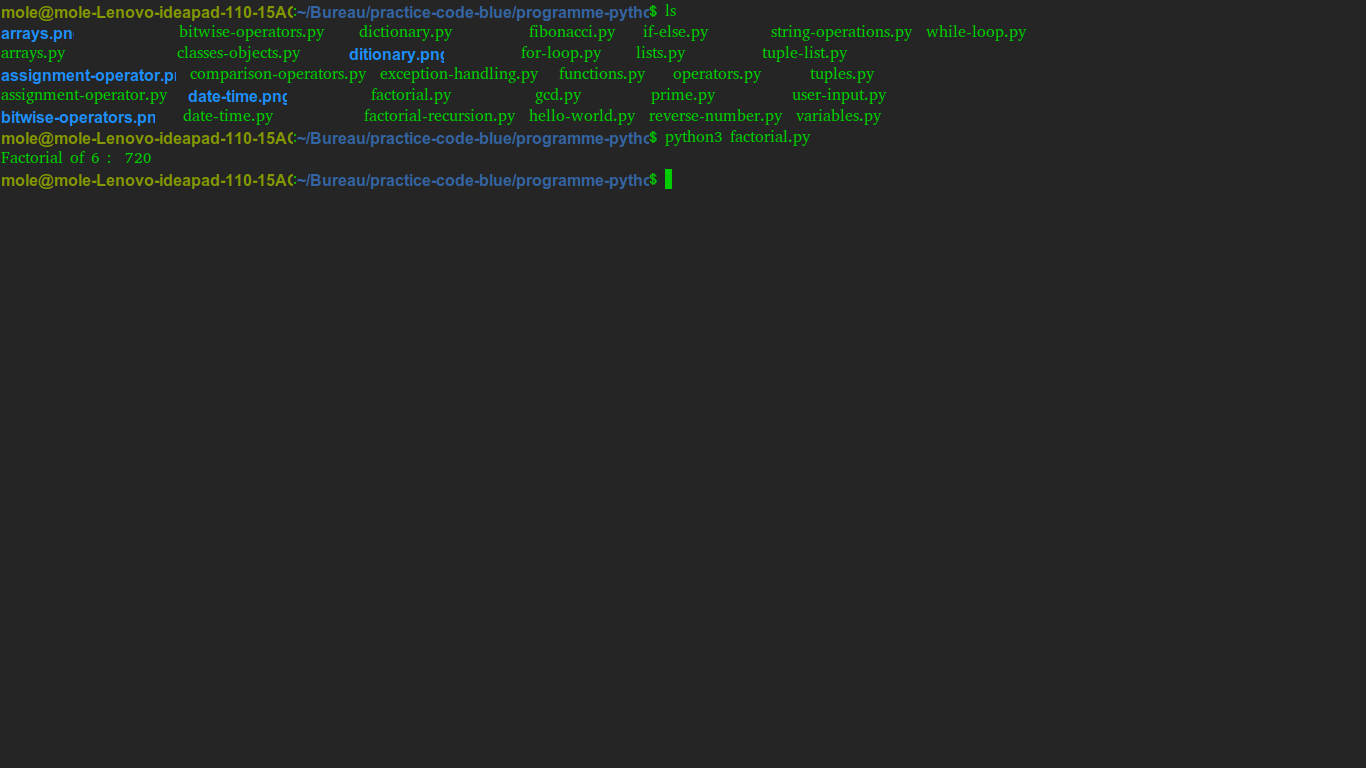 mole@mole-Lenovo-ideapad-110-15AC:~/Bureau/practice-code-blue/programme-pytho$ ls
arrays.pn bitwise-operators.py dictionary.py fibonacci.py if-else.py string-operations.py while-loop.py
arrays.py classes-objects.py ditionary.png for-loop.py lists.py tuple-list.py
assignment-operator.p comparison-operators.py exception-handling.py functions.py operators.py tuples.py
assignment-operator.py date-time.png factorial.py gcd.py prime.py user-input.py
bitwise-operators.pn date-time.py factorial-recursion.py hello-world.py reverse-number.py variables.py
mole@mole-Lenovo-ideapad-110-15AC:~/Bureau/practice-code-blue/programme-pytho$ python3 factorial.py
Factorial of 6 : 720
mole@mole-Lenovo-ideapad-110-15AC:~/Bureau/practice-code-blue/programme-pytho$